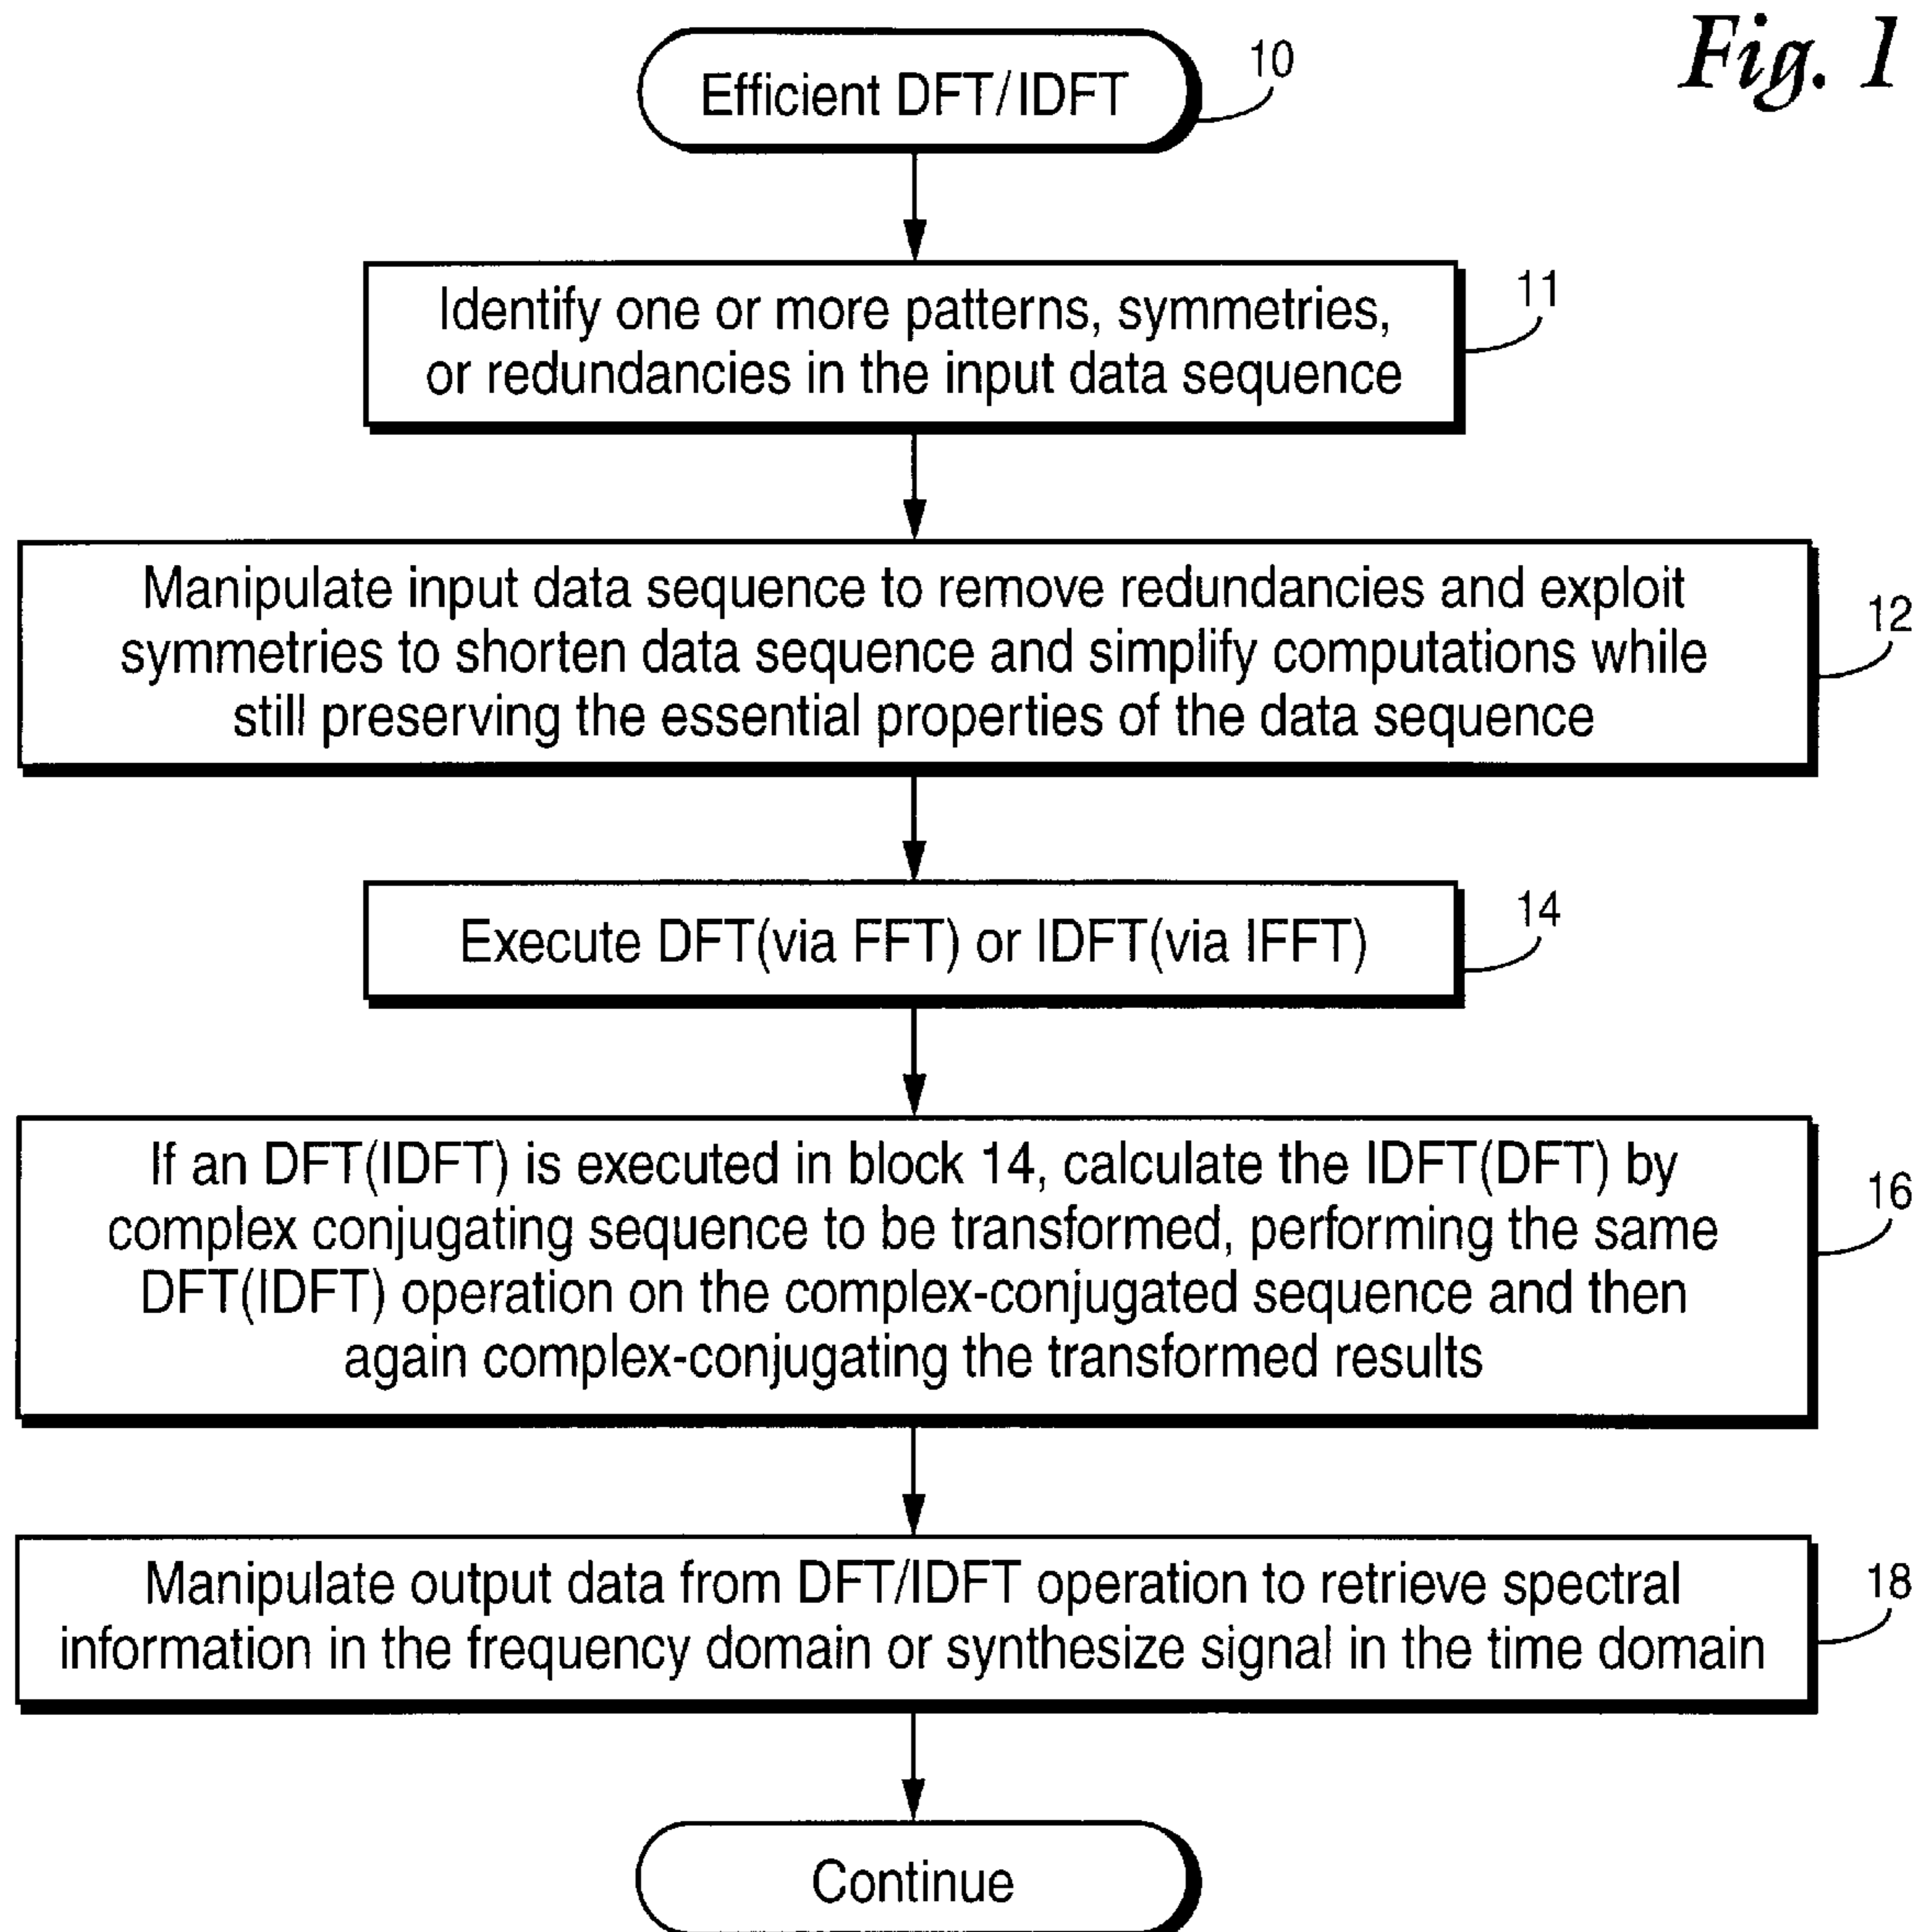 Fig. 1
Efficient DFT/IDFT
10
Identify one or more patterns, symmetries,
or redundancies in the input data sequence
11
Manipulate input data sequence to remove redundancies and exploit
symmetries to shorten data sequence and simplify computations while
still preserving the essential properties of the data sequence
12
Execute DFT(via FFT) or IDFT(via IFFT)
14
If an DFT(IDFT) is executed in block 14, calculate the IDFT(DFT) by
complex conjugating sequence to be transformed, performing the same
DFT(IDFT) operation on the complex-conjugated sequence and then
again complex-conjugating the transformed results
16
Manipulate output data from DFT/IDFT operation to retrieve spectral
information in the frequency domain or synthesize signal in the time domain
18
Continue